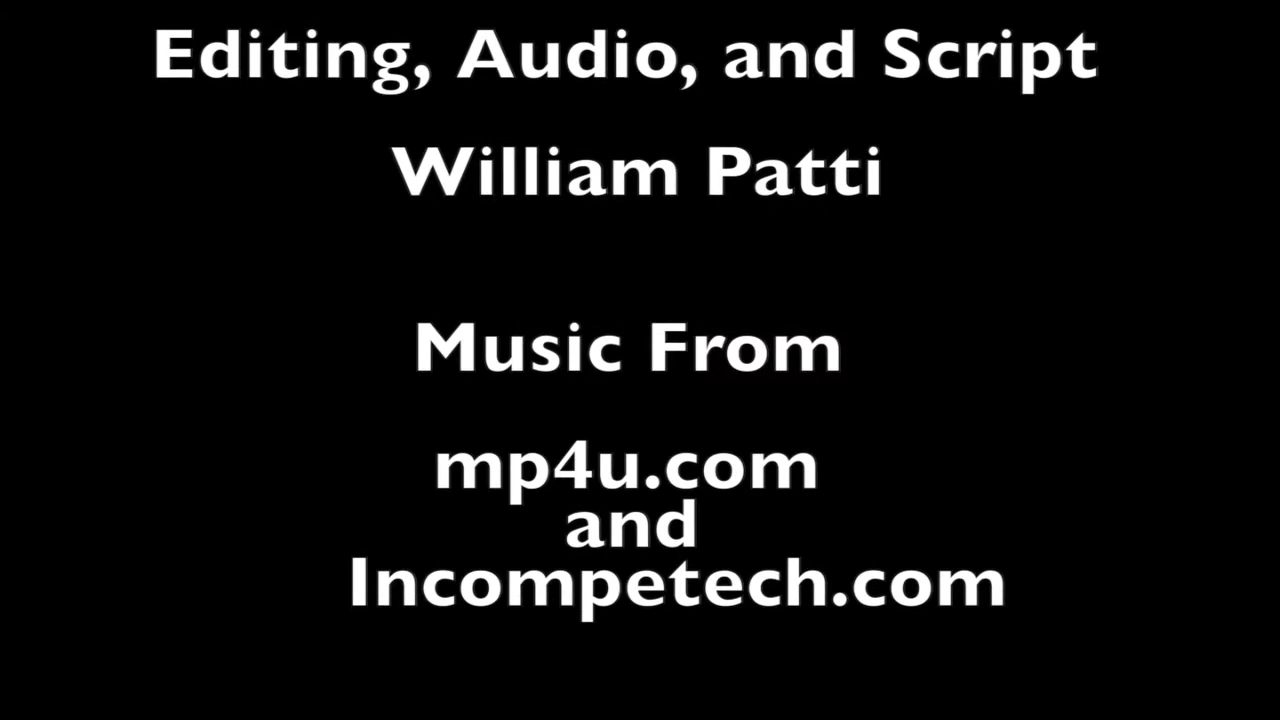 Editing, Audio, and Script
William Patti
Music From
mp4u.com
and
Incompetech.com